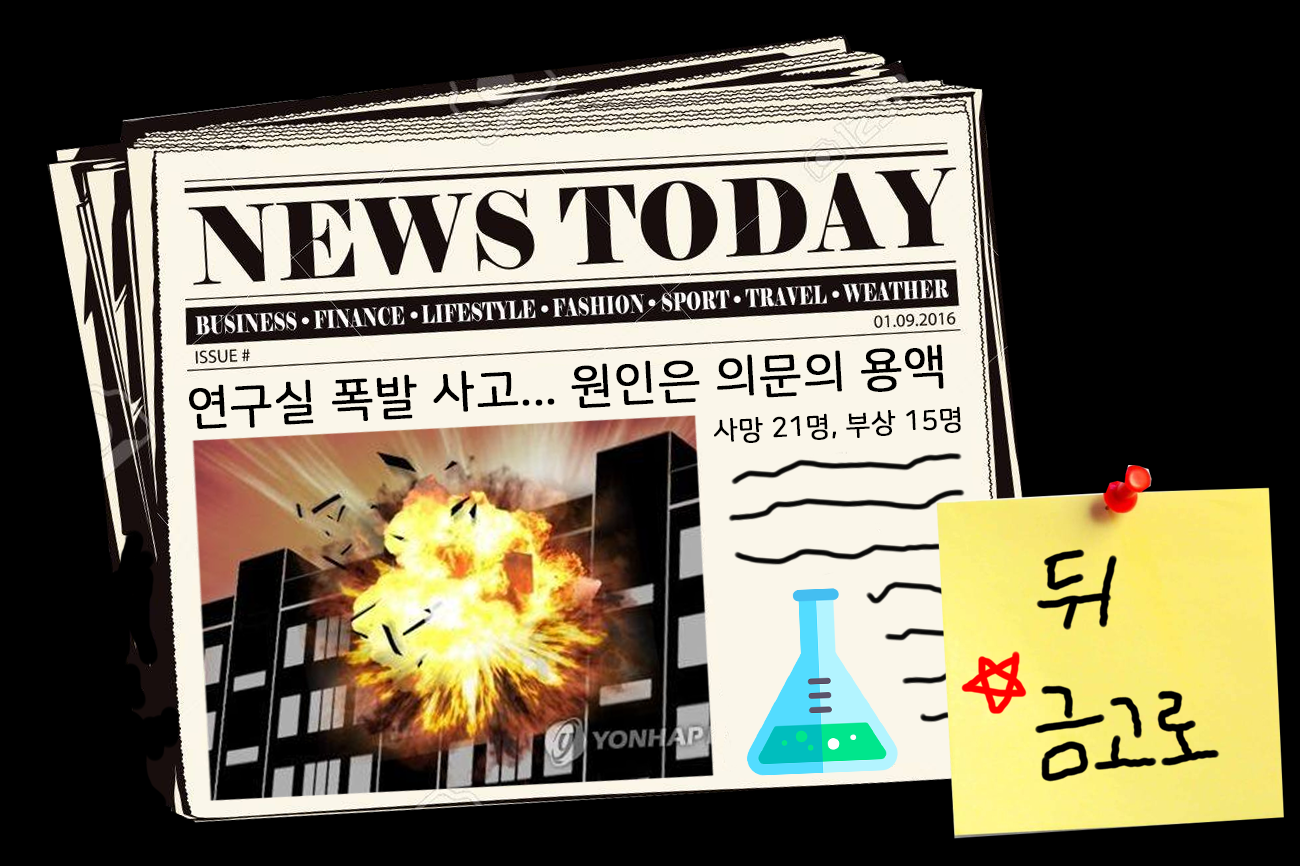 NEWS TODAY
BUSINESS • FINANCE • LIFESTYLE • FASHION • SPORT • TRAVEL • WEATHER
01.09.2016
ISSUE #
연구실 폭발 사고... 원인은 의문의 용액
사망 21명, 부상 15명
YONHAP
뒤
금고로